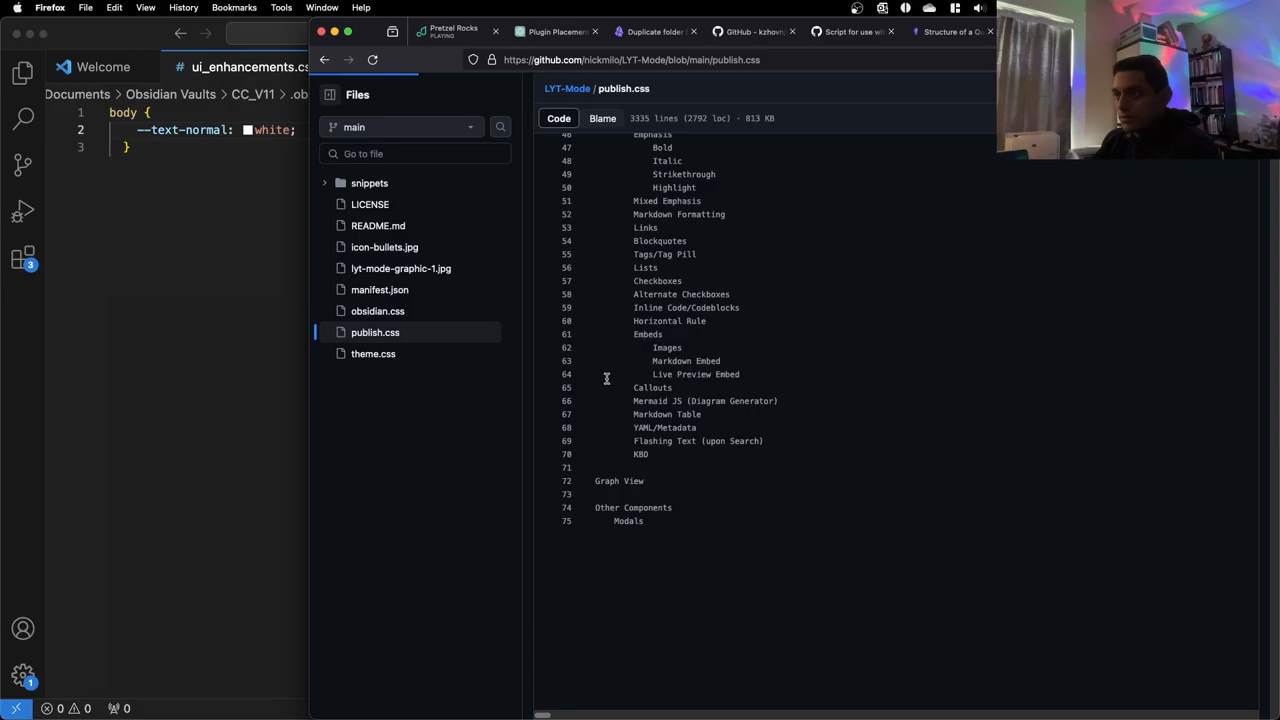 Firefox File Edit View History Bookmarks Tools Window Help
Welcome
# ui_enhancements.cs
Documents > Obsidian Vaults > CC_V11 > .ob
1 body {
2 --text-normal: white;
3 }
3
1
0 0 0
Pretzel Rocks
PLAYING
Plugin Placemen
Duplicate folder
GitHub - kzhovn
Script for use wi
Structure of a Qu
https://github.com/nickmilo/LYT-Mode/blob/main/publish.css
Files
main
Go to file
snippets
LICENSE
README.md
icon-bullets.jpg
lyt-mode-graphic-1.jpg
manifest.json
obsidian.css
publish.css
theme.css
LYT-Mode / publish.css
Code Blame 3335 lines (2792 loc) · 813 KB
46 Emphasis
47 Bold
48 Italic
49 Strikethrough
50 Highlight
51 Mixed Emphasis
52 Markdown Formatting
53 Links
54 Blockquotes
55 Tags/Tag Pill
56 Lists
57 Checkboxes
58 Alternate Checkboxes
59 Inline Code/Codeblocks
60 Horizontal Rule
61 Embeds
62 Images
63 Markdown Embed
64 Live Preview Embed
65 Callouts
66 Mermaid JS (Diagram Generator)
67 Markdown Table
68 YAML/Metadata
69 Flashing Text (upon Search)
70 KBD
71
72 Graph View
73
74 Other Components
75 Modals